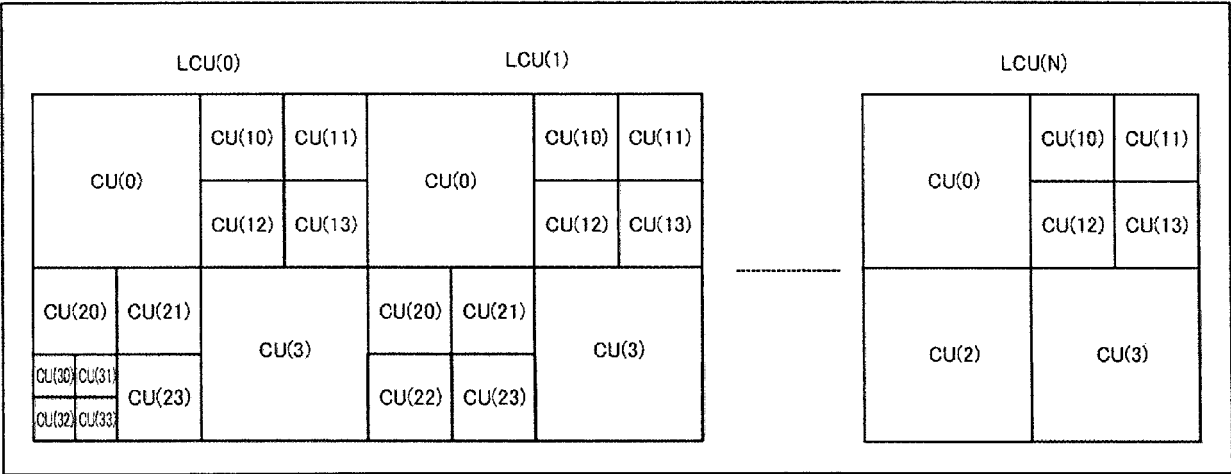 LCU(0) LCU(1) LCU(N)
CU(10) CU(11) CU(10) CU(11) CU(10) CU(11)
CU(0) CU(0) CU(0)
CU(12) CU(13) CU(12) CU(13) CU(12) CU(13)
CU(20) CU(21) CU(20) CU(21)
CU(3) CU(3) CU(2) CU(3)
CU(30) CU(31)
CU(23) CU(22) CU(23)
CU(32) CU(33)